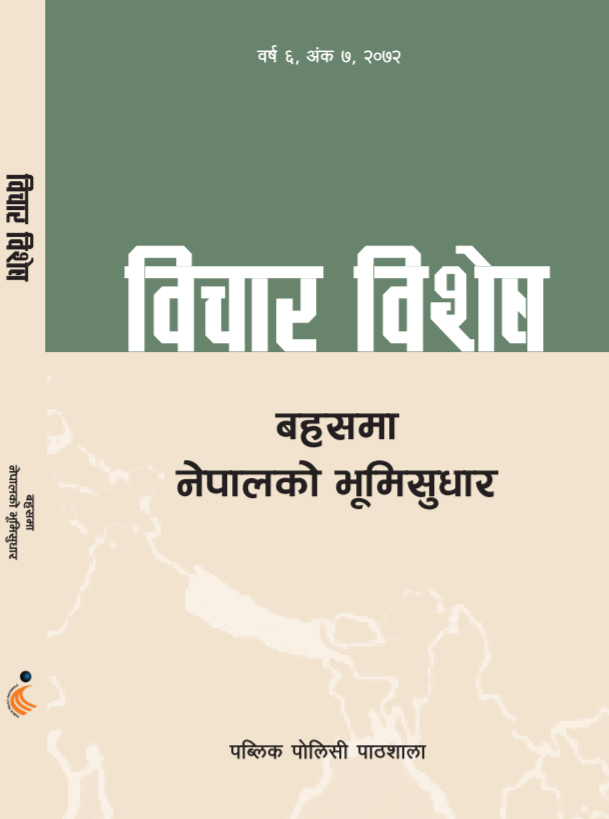 वर्ष ६, अंक ७, २०७२
विचार विशेष
बहसमा
नेपालको भूमिसुधार
पब्लिक पोलिसी पाठशाला
विचार विशेष
बहसमा
नेपालको भूमिसुधार